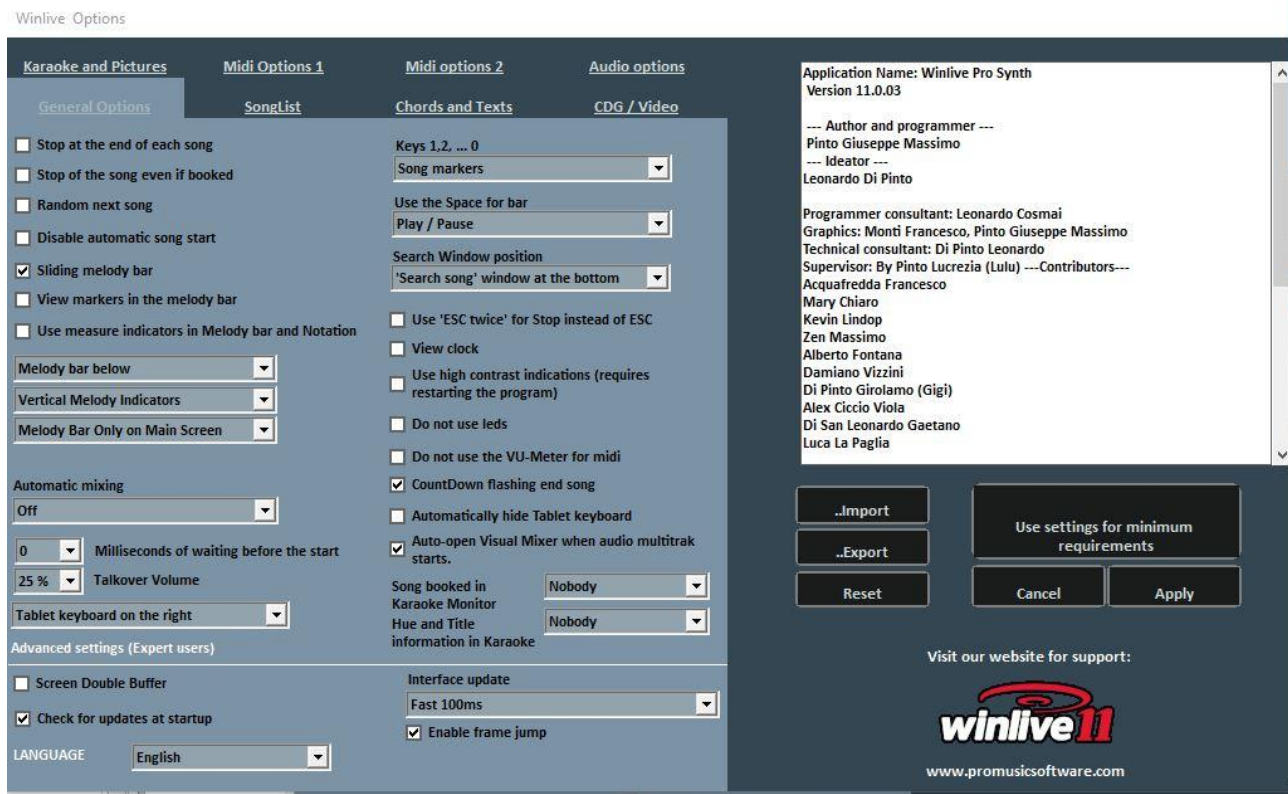 Winlive Options
Karaoke and Pictures
Midi Options 1
Midi options 2
Audio options
General Options
SongList
Chords and Texts
CDG / Video
Stop at the end of each song
Stop of the song even if booked
Random next song
Disable automatic song start
Sliding melody bar
View markers in the melody bar
Use measure indicators in Melody bar and Notation
Melody bar below
Vertical Melody Indicators
Melody Bar Only on Main Screen
Automatic mixing
Off
0
Milliseconds of waiting before the start
25 %
Talkover Volume
Tablet keyboard on the right
Advanced settings (Expert users)
Screen Double Buffer
Check for updates at startup
LANGUAGE
English
Keys 1,2, ... 0
Song markers
Use the Space for bar
Play / Pause
Search Window position
'Search song' window at the bottom
Use 'ESC twice' for Stop instead of ESC
View clock
Use high contrast indications (requires
restarting the program)
Do not use leds
Do not use the VU-Meter for midi
CountDown flashing end song
Automatically hide Tablet keyboard
Auto-open Visual Mixer when audio multitrak
starts.
Song booked in
Karaoke Monitor
Nobody
Hue and Title
information in Karaoke
Nobody
Interface update
Fast 100ms
Enable frame jump
Application Name: Winlive Pro Synth
Version 11.0.03
--- Author and programmer ---
Pinto Giuseppe Massimo
--- Ideator ---
Leonardo Di Pinto
Programmer consultant: Leonardo Cosmai
Graphics: Monti Francesco, Pinto Giuseppe Massimo
Technical consultant: Di Pinto Leonardo
Supervisor: By Pinto Lucrezia (Lulu) ---Contributors---
Acquafredda Francesco
Mary Chiaro
Kevin Lindop
Zen Massimo
Alberto Fontana
Damiano Vizzini
Di Pinto Girolamo (Gigi)
Alex Ciccio Viola
Di San Leonardo Gaetano
Luca La Paglia
..Import
..Export
Reset
Use settings for minimum
requirements
Cancel
Apply
Visit our website for support:
winlive 11
www.promusicsoftware.com